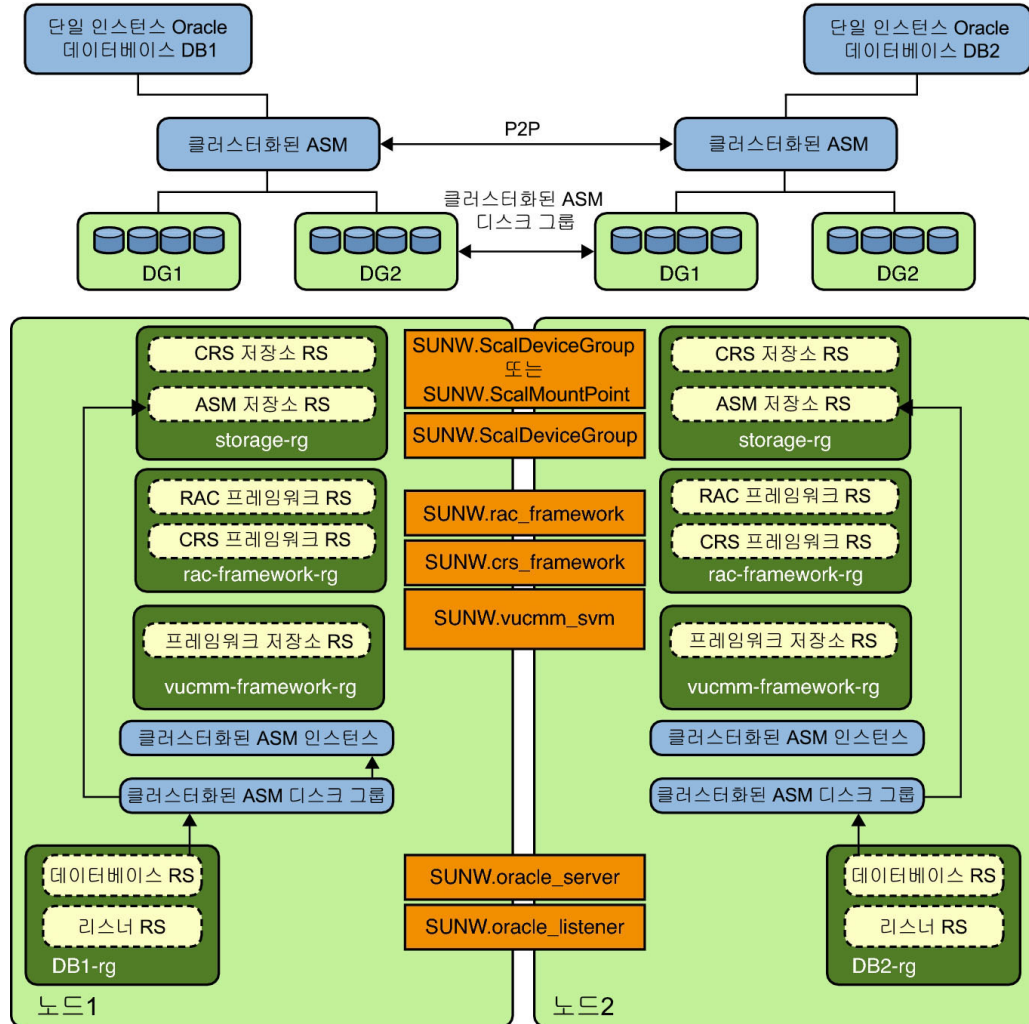 단일 인스턴스 Oracle
데이터베이스 DB1
단일 인스턴스 Oracle
데이터베이스 DB2
클러스터화된 ASM
P2P
클러스터화된 ASM
클러스터화된 ASM
디스크 그룹
DG1
DG2
DG1
DG2
CRS 저장소 RS
ASM 저장소 RS
storage-rg
SUNW.ScalDeviceGroup
또는
SUNW.ScalMountPoint
SUNW.ScalDeviceGroup
CRS 저장소 RS
ASM 저장소 RS
storage-rg
RAC 프레임워크 RS
CRS 프레임워크 RS
rac-framework-rg
SUNW.rac_framework
SUNW.crs_framework
SUNW.vucmm_svm
RAC 프레임워크 RS
CRS 프레임워크 RS
rac-framework-rg
프레임워크 저장소 RS
vucmm-framework-rg
프레임워크 저장소 RS
vucmm-framework-rg
클러스터화된 ASM 인스턴스
클러스터화된 ASM 디스크 그룹
클러스터화된 ASM 인스턴스
클러스터화된 ASM 디스크 그룹
데이터베이스 RS
리스너 RS
DB1-rg
SUNW.oracle_server
SUNW.oracle_listener
데이터베이스 RS
리스너 RS
DB2-rg
노드1
노드2